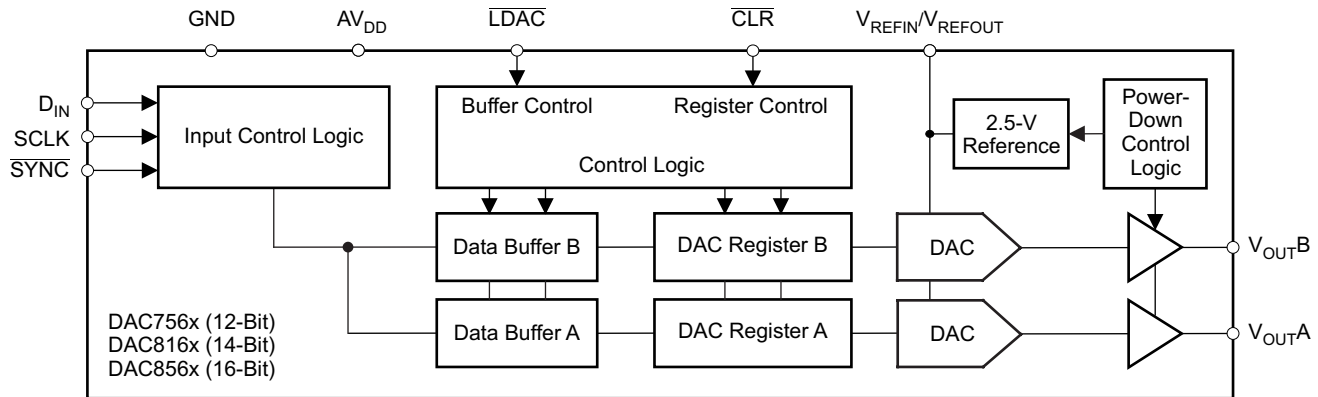 GND
AVDD
LDAC
CLR
VREFIN/VREFOUT
DIN
SCLK
SYNC
Input Control Logic
Buffer Control
Register Control
Control Logic
2.5-V
Reference
Power-
Down
Control
Logic
Data Buffer B
DAC Register B
DAC
VOUTB
Data Buffer A
DAC Register A
DAC
VOUTA
DAC756x (12-Bit)
DAC816x (14-Bit)
DAC856x (16-Bit)